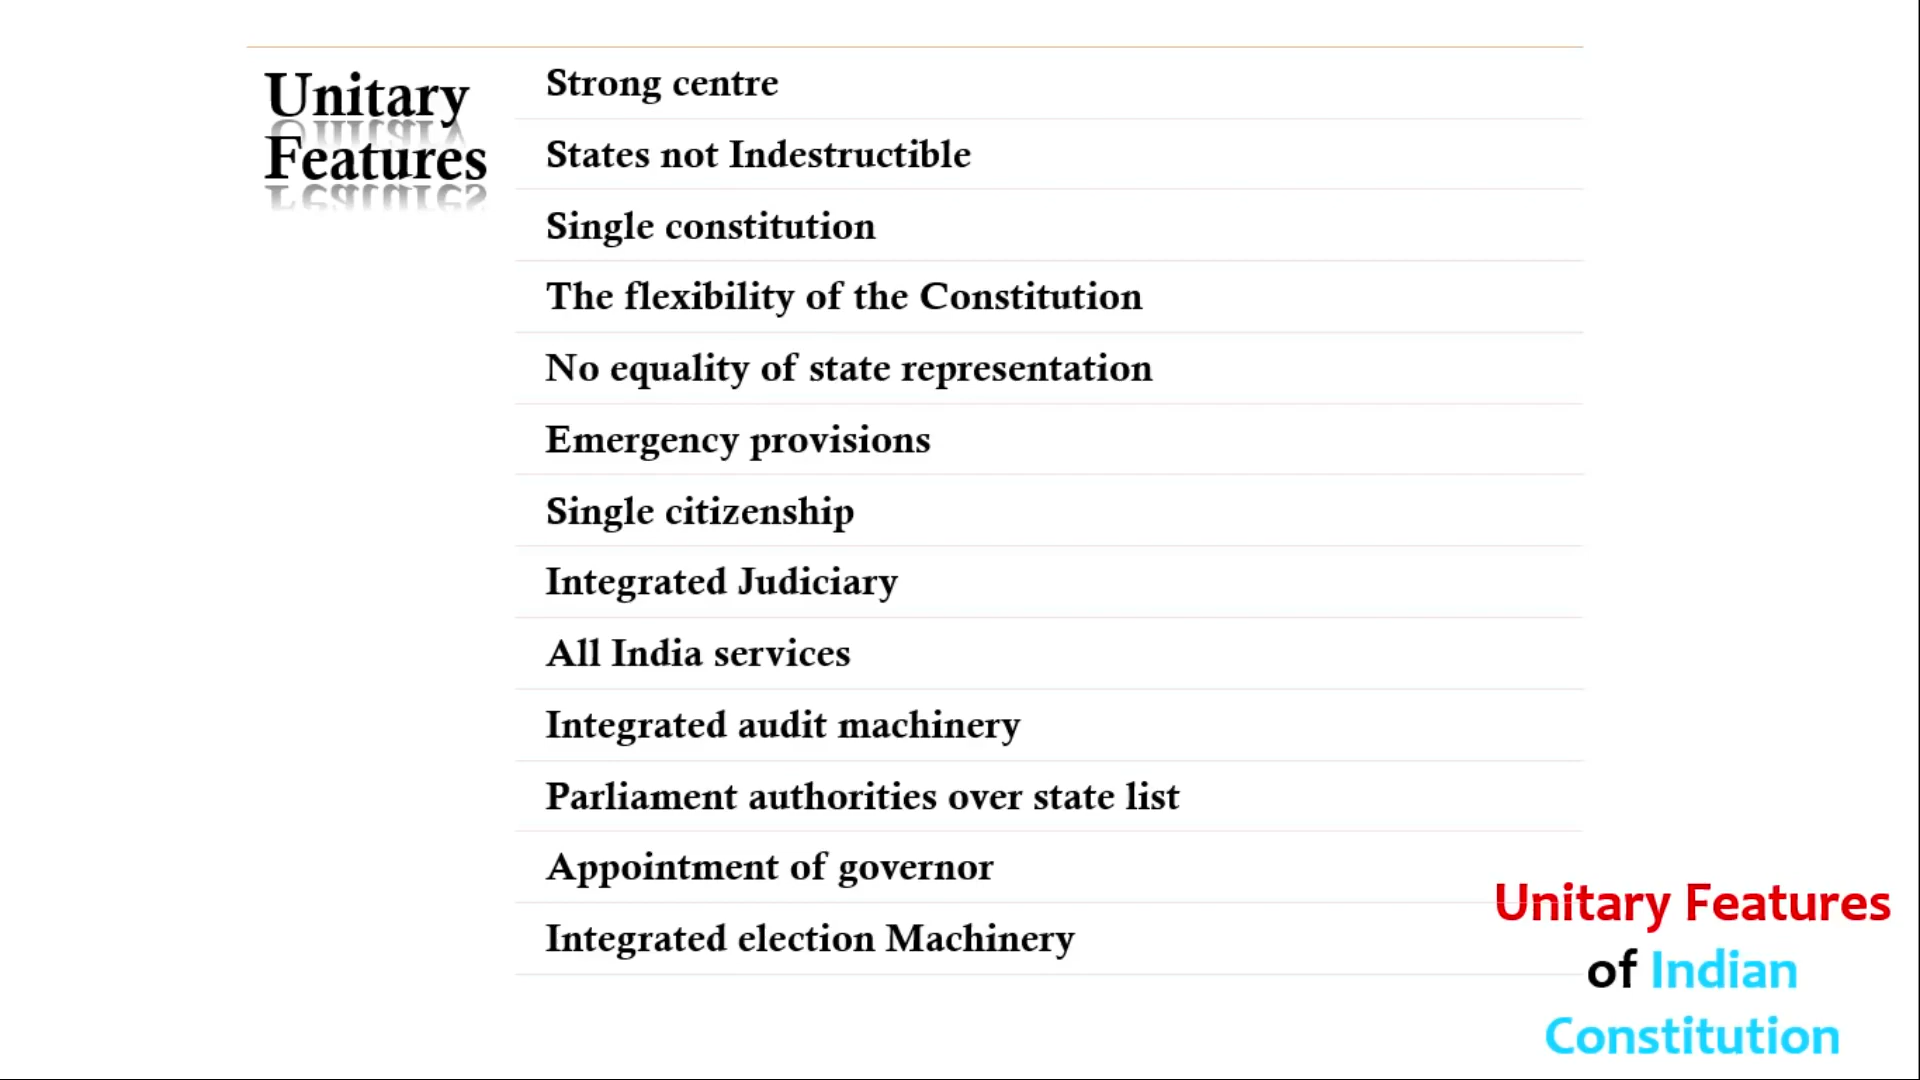 Unitary
Features
Strong centre
States not Indestructible
Single constitution
The flexibility of the Constitution
No equality of state representation
Emergency provisions
Single citizenship
Integrated Judiciary
All India services
Integrated audit machinery
Parliament authorities over state list
Appointment of governor
Integrated election Machinery
Unitary Features
of Indian
Constitution